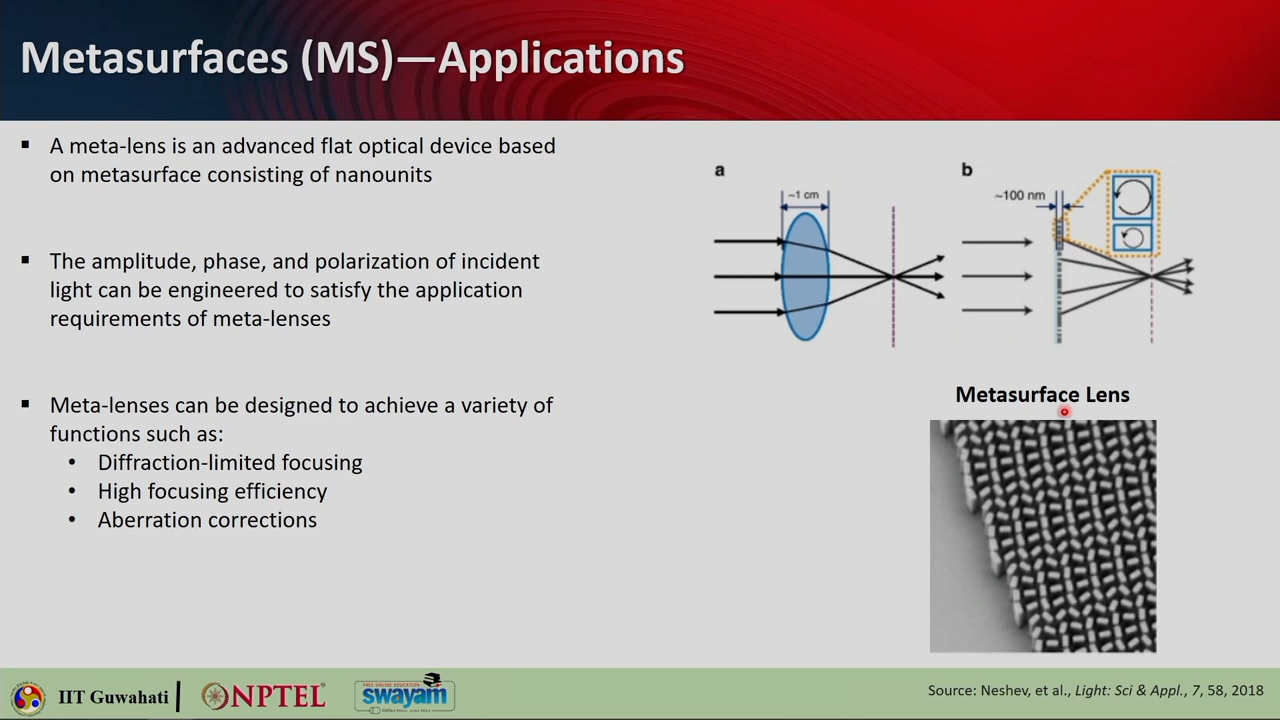 Metasurfaces (MS)—Applications
▪ A meta-lens is an advanced flat optical device based
on metasurface consisting of nanounits
▪ The amplitude, phase, and polarization of incident
light can be engineered to satisfy the application
requirements of meta-lenses
▪ Meta-lenses can be designed to achieve a variety of
functions such as:
• Diffraction-limited focusing
• High focusing efficiency
• Aberration corrections
a
~1 cm
b
~100 nm
Metasurface Lens
IIT Guwahati
NPTEL
FREE ONLINE EDUCATION
swayam
Source: Neshev, et al., Light: Sci & Appl., 7, 58, 2018